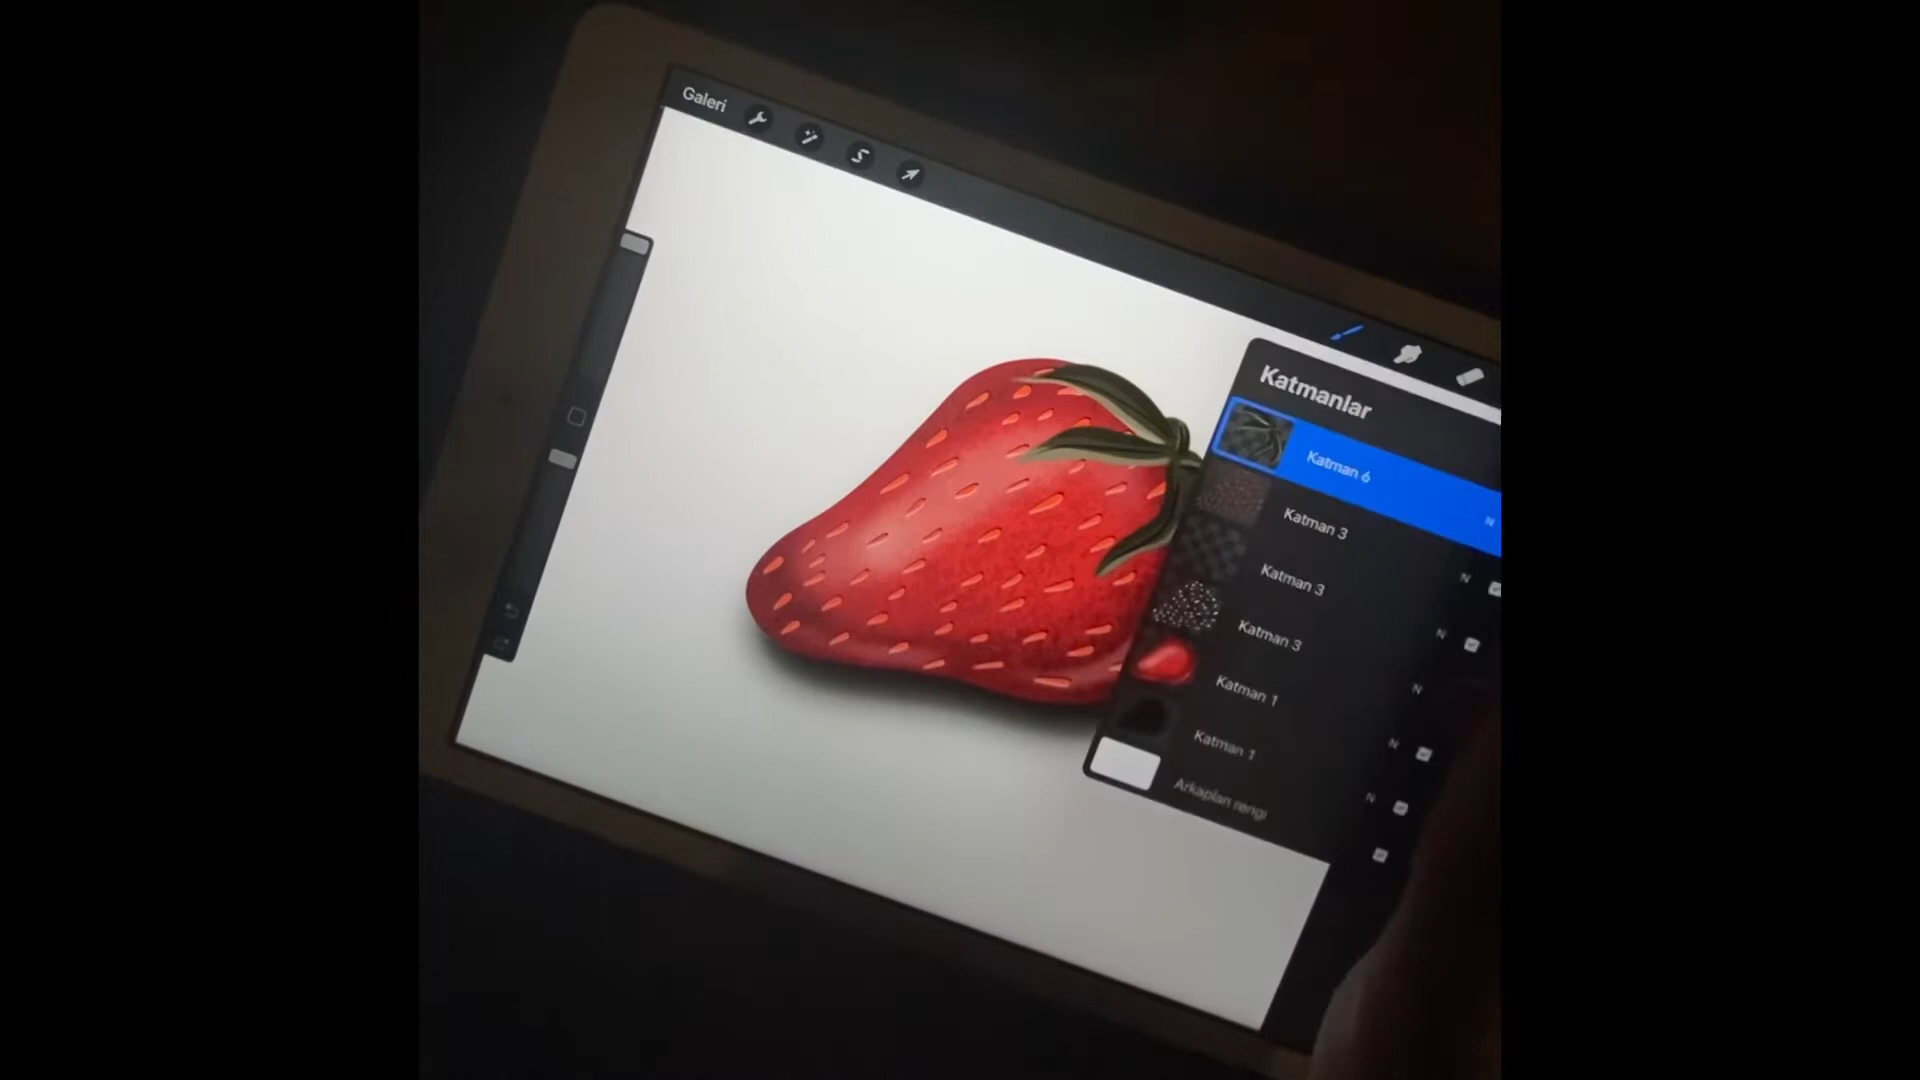 Galeri
Katmanlar
Katman 6
N
Katman 3
N
Katman 3
N
Katman 3
N
Katman 1
N
Katman 1
N
Arkaplan rengi